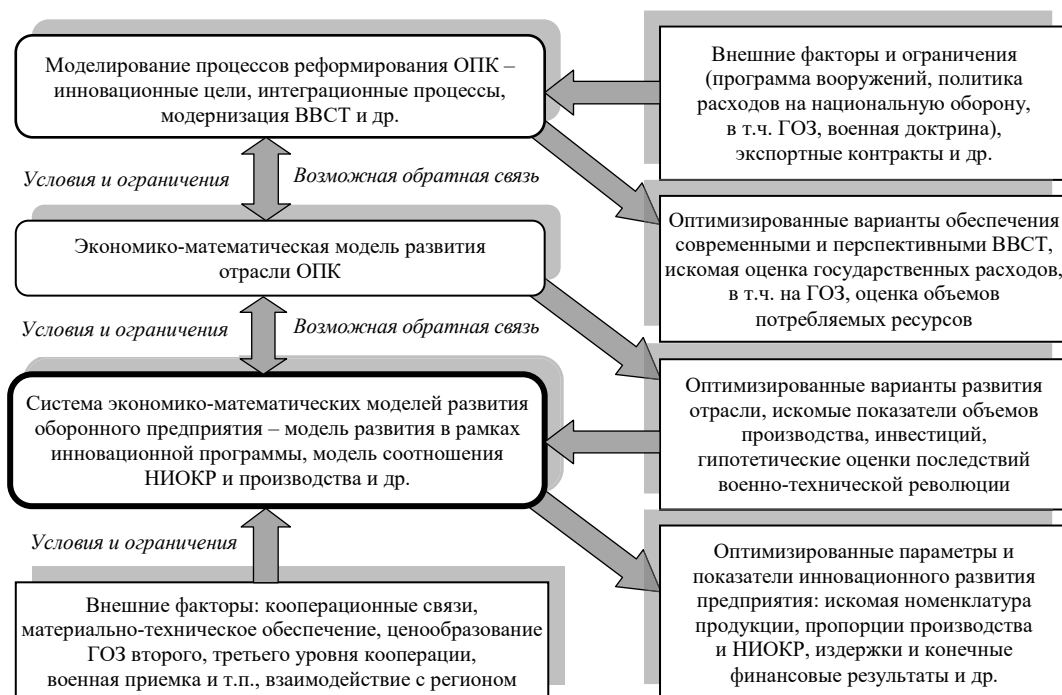 Моделирование процессов реформирования ОПК –
инновационные цели, интеграционные процессы,
модернизация ВВСТ и др.
Внешние факторы и ограничения
(программа вооружений, политика
расходов на национальную оборону,
в т.ч. ГОЗ, военная доктрина),
экспортные контракты и др.
Условия и ограничения
Возможная обратная связь
Экономико-математическая модель развития
отрасли ОПК
Оптимизированные варианты обеспечения
современными и перспективными ВВСТ,
искомая оценка государственных расходов,
в т.ч. на ГОЗ, оценка объемов
потребляемых ресурсов
Условия и ограничения
Возможная обратная связь
Система экономико-математических моделей развития
оборонного предприятия – модель развития в рамках
инновационной программы, модель соотношения
НИОКР и производства и др.
Оптимизированные варианты развития
отрасли, искомые показатели объемов
производства, инвестиций,
гипотетические оценки последствий
военно-технической революции
Условия и ограничения
Внешние факторы: кооперационные связи,
материально-техническое обеспечение, ценообразование
ГОЗ второго, третьего уровня кооперации,
военная приемка и т.п., взаимодействие с регионом
Оптимизированные параметры и
показатели инновационного развития
предприятия: искомая номенклатура
продукции, пропорции производства
и НИОКР, издержки и конечные
финансовые результаты и др.